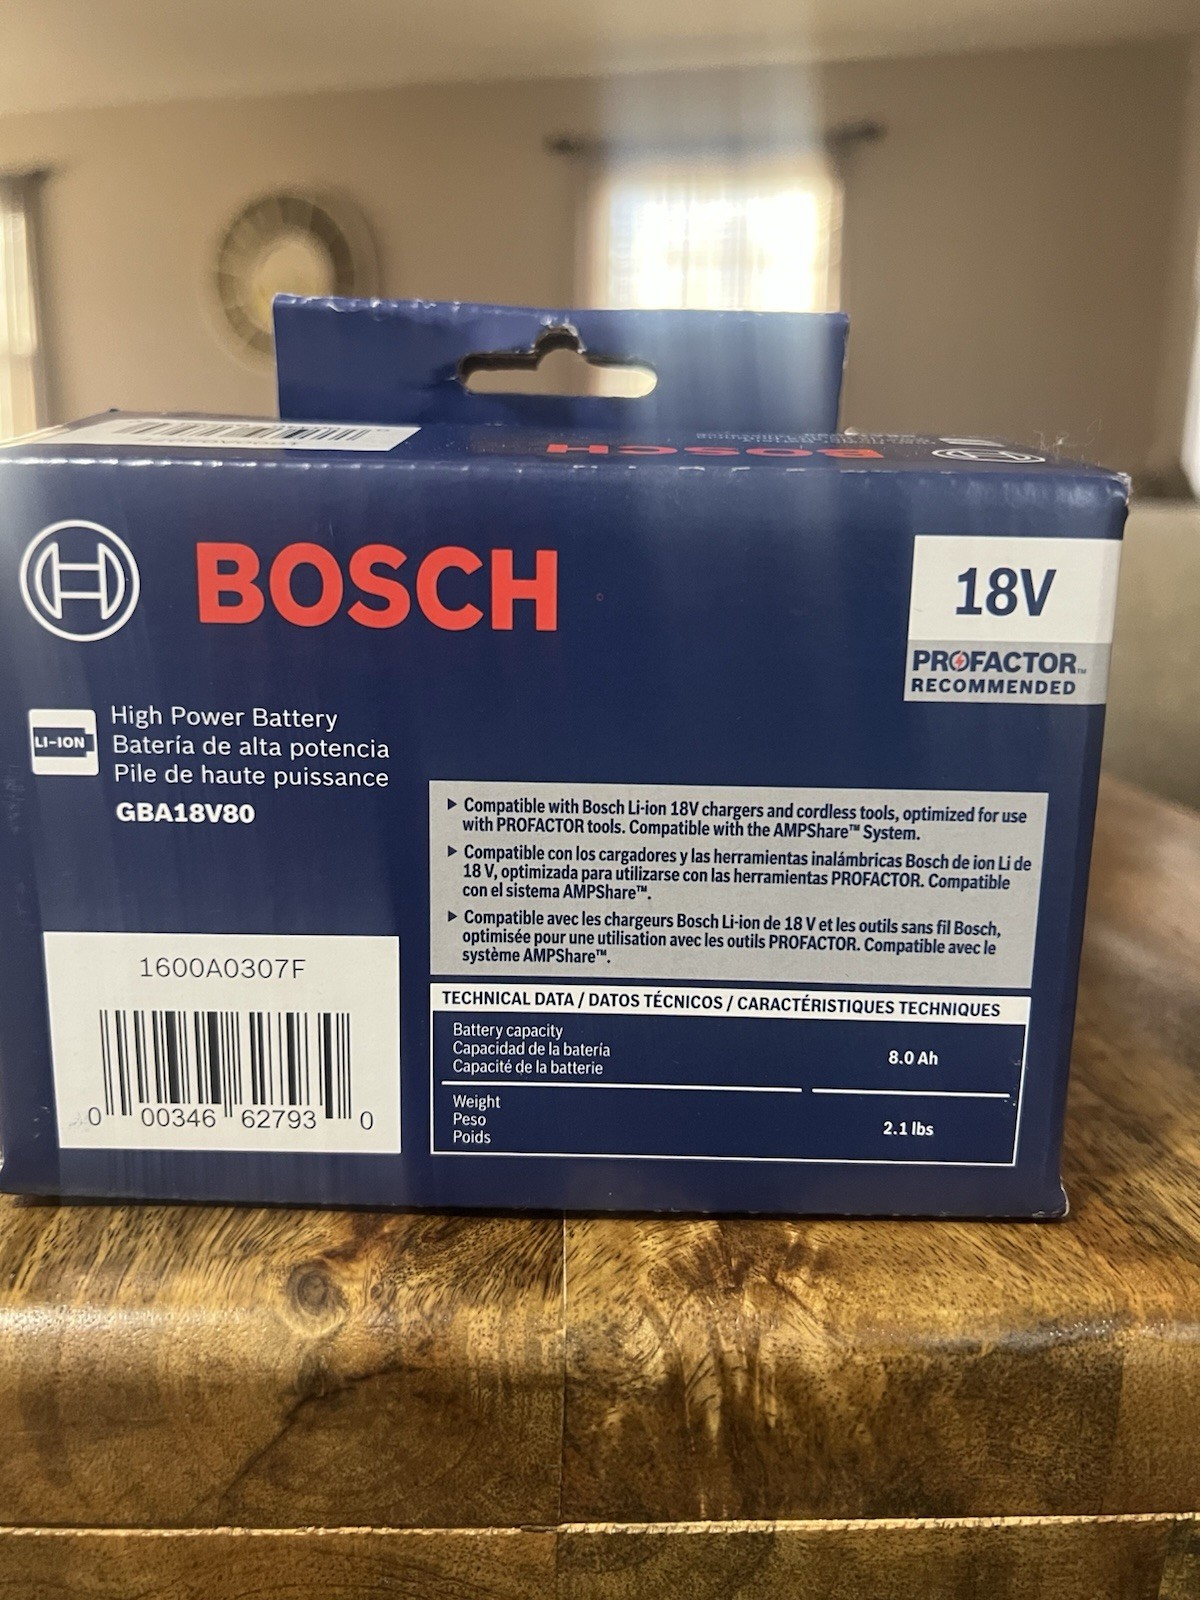 BOSCH
BOSCH
18V
PROFACTOR™
RECOMMENDED
LI-ION
High Power Battery
Batería de alta potencia
Pile de haute puissance
GBA18V80
▶ Compatible with Bosch Li-ion 18V chargers and cordless tools, optimized for use
with PROFACTOR tools. Compatible with the AMPShare™ System.
▶ Compatible con los cargadores y las herramientas inalámbricas Bosch de ion Li de
18 V, optimizada para utilizarse con las herramientas PROFACTOR. Compatible
con el sistema AMPShare™.
▶ Compatible avec les chargeurs Bosch Li-ion de 18 V et les outils sans fil Bosch,
optimisée pour une utilisation avec les outils PROFACTOR. Compatible avec le
système AMPShare™.
1600A0307F
0 00346 62793 0
TECHNICAL DATA / DATOS TÉCNICOS / CARACTÉRISTIQUES TECHNIQUES
Battery capacity
Capacidad de la batería
Capacité de la batterie
8.0 Ah
Weight
Peso
Poids
2.1 lbs